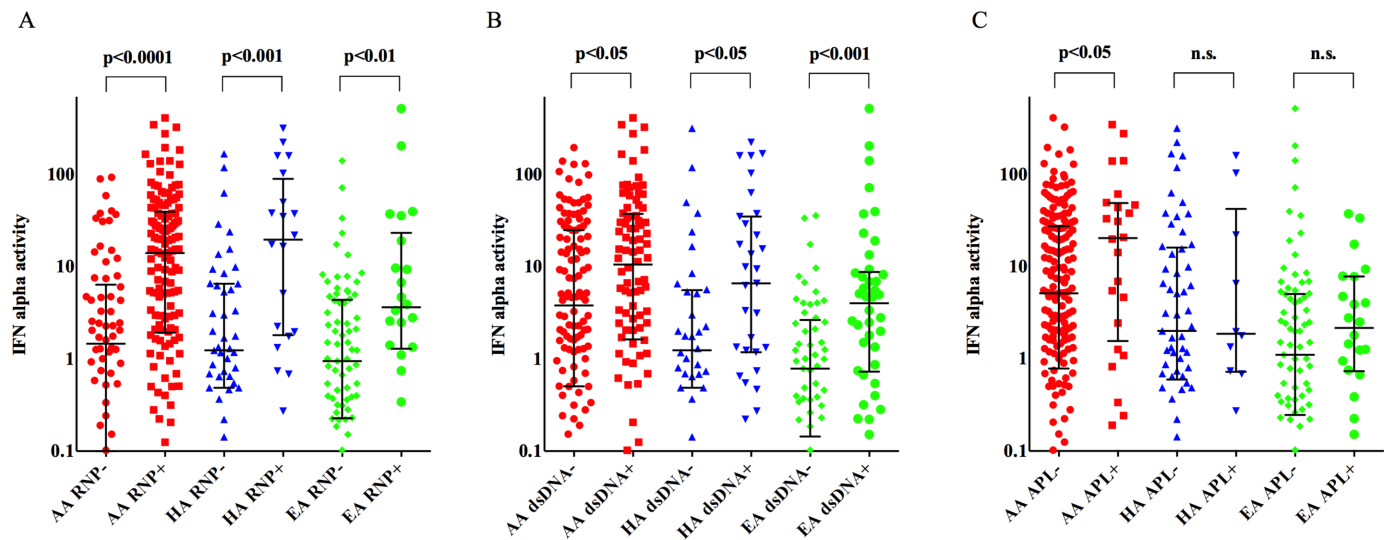 A
B
C
p<0.0001
p<0.001
p<0.01
p<0.05
p<0.05
p<0.001
p<0.05
n.s.
n.s.
IFN alpha activity
100
10
1
0.1
AA RNP-
AA RNP+
HA RNP-
HA RNP+
EA RNP-
EA RNP+
IFN alpha activity
100
10
1
0.1
AA dsDNA-
AA dsDNA+
HA dsDNA-
HA dsDNA+
EA dsDNA-
EA dsDNA+
IFN alpha activity
100
10
1
0.1
AA APL-
AA APL+
HA APL-
HA APL+
EA APL-
EA APL+